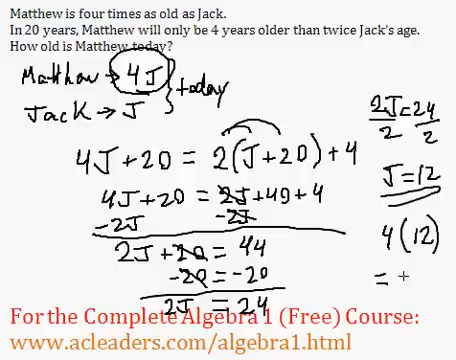 Matthew is four times as old as Jack.
In 20 years, Matthew will only be 4 years older than twice Jack's age.
How old is Matthew today?
Matthew → 4J } today
Jack → J
4J+20 = 2(J+20)+4
4J+20 = 2J+40+4
-2J -2J
2J+20 = 44
-20 = -20
2J = 24
2J=24
2 2
J=12
4(12)
=
For the Complete Algebra 1 (Free) Course:
www.acleaders.com/algebra1.html